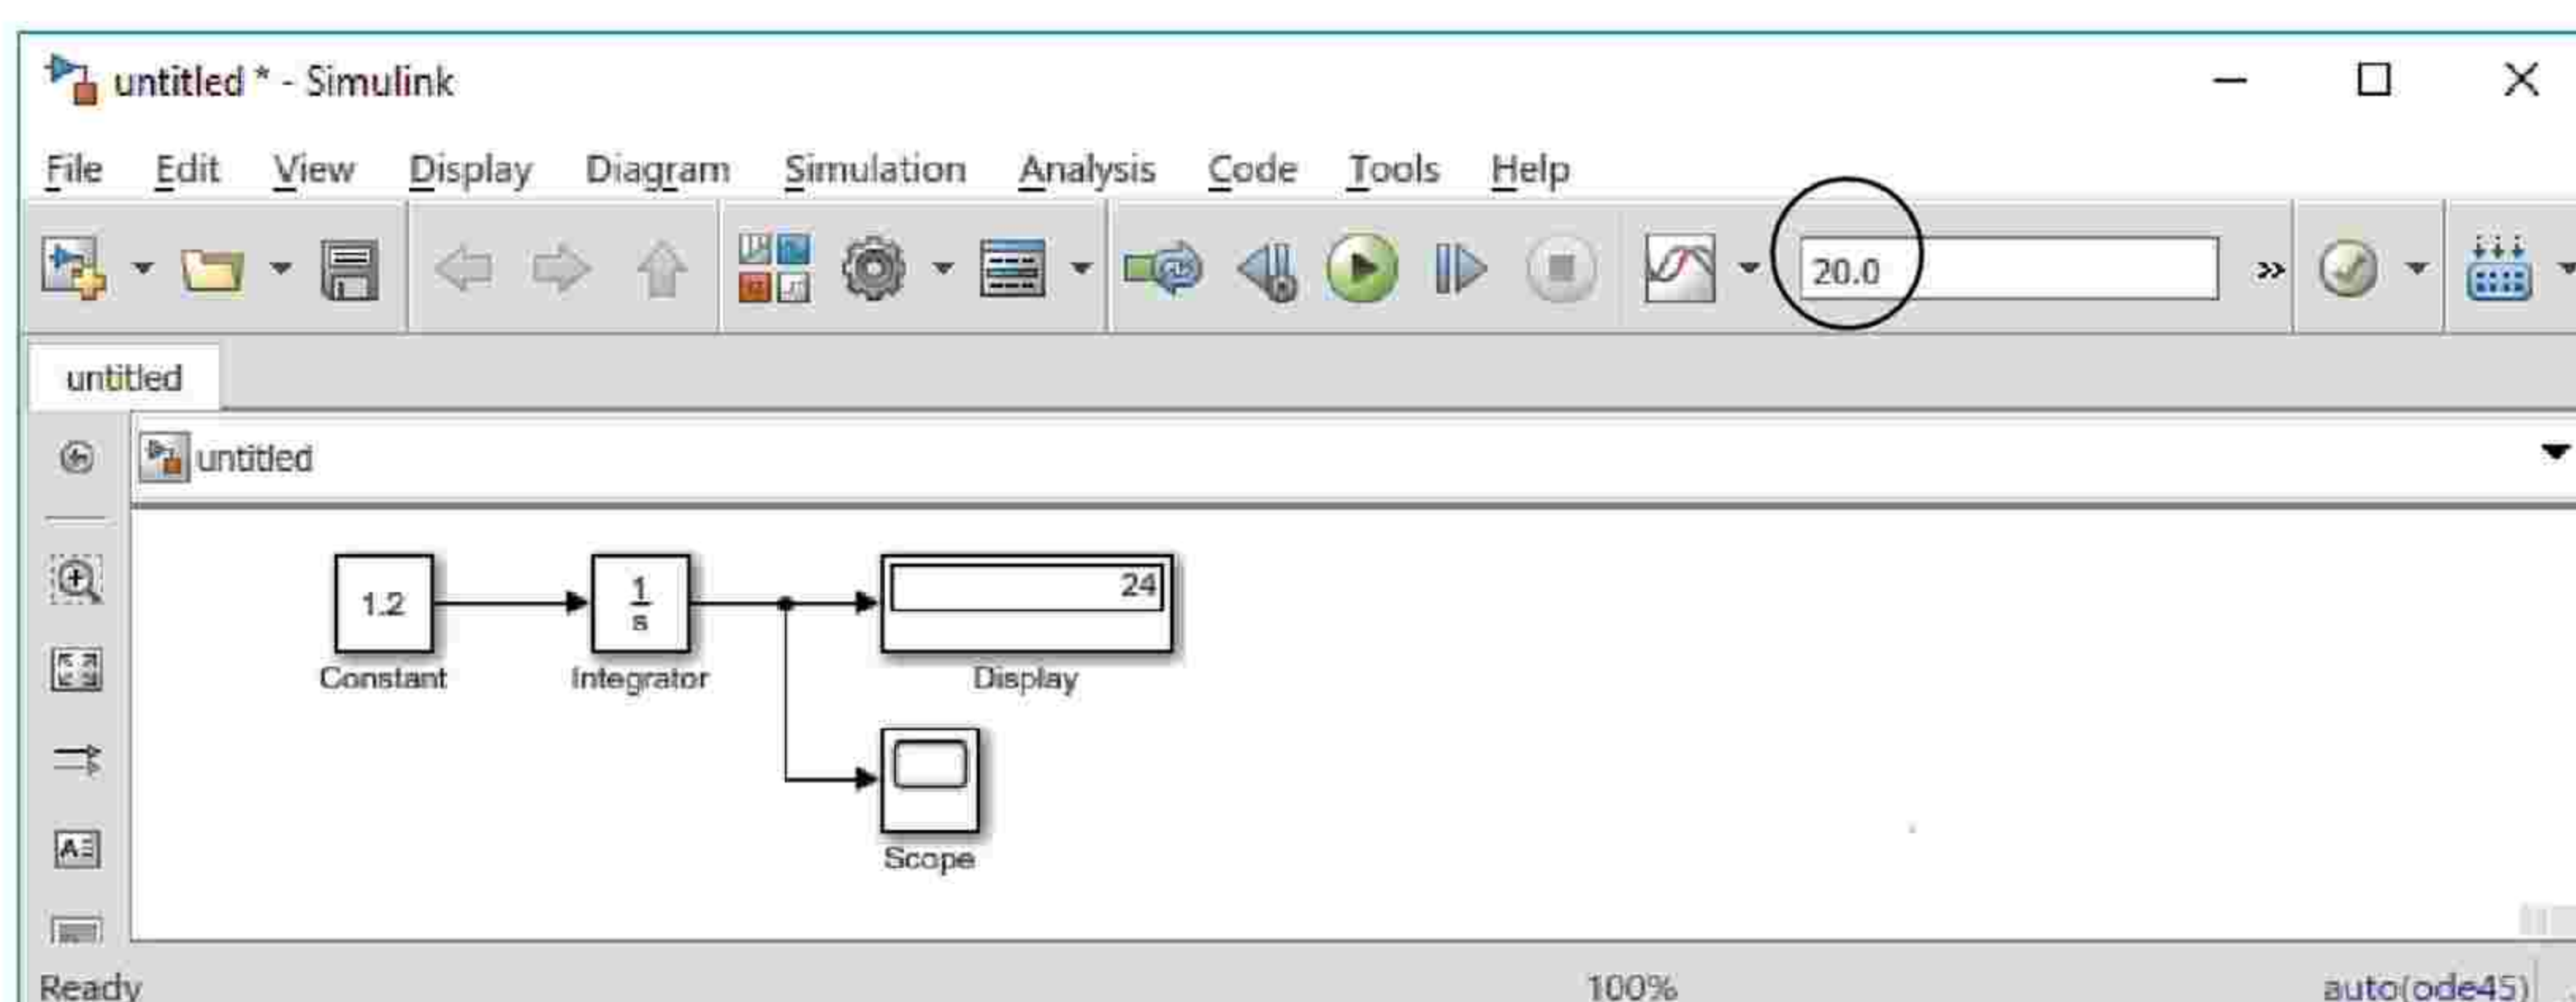 untitled * - Simulink
File Edit View Display Diagram Simulation Analysis Code Tools Help
20.0
untitled
untitled
1.2
1
s
24
Constant
Integrator
Display
Scope
Ready
100%
auto(ode45)